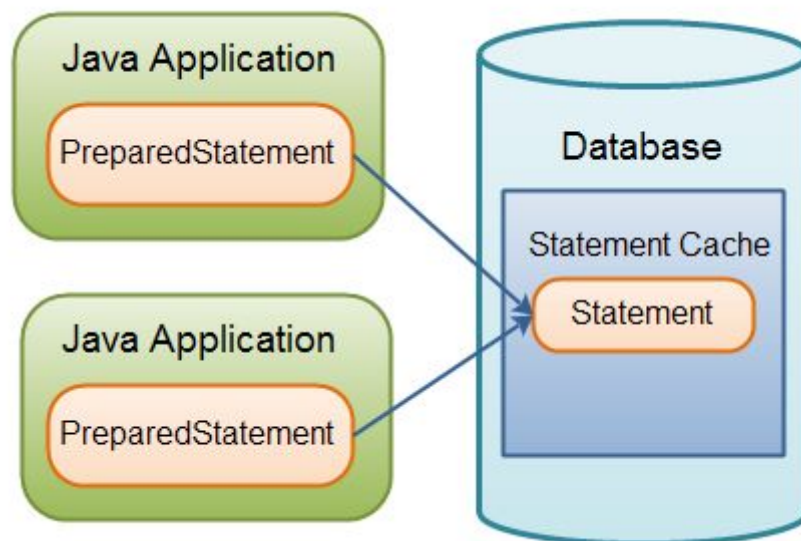 Java Application
PreparedStatement
Java Application
PreparedStatement
Database
Statement Cache
Statement